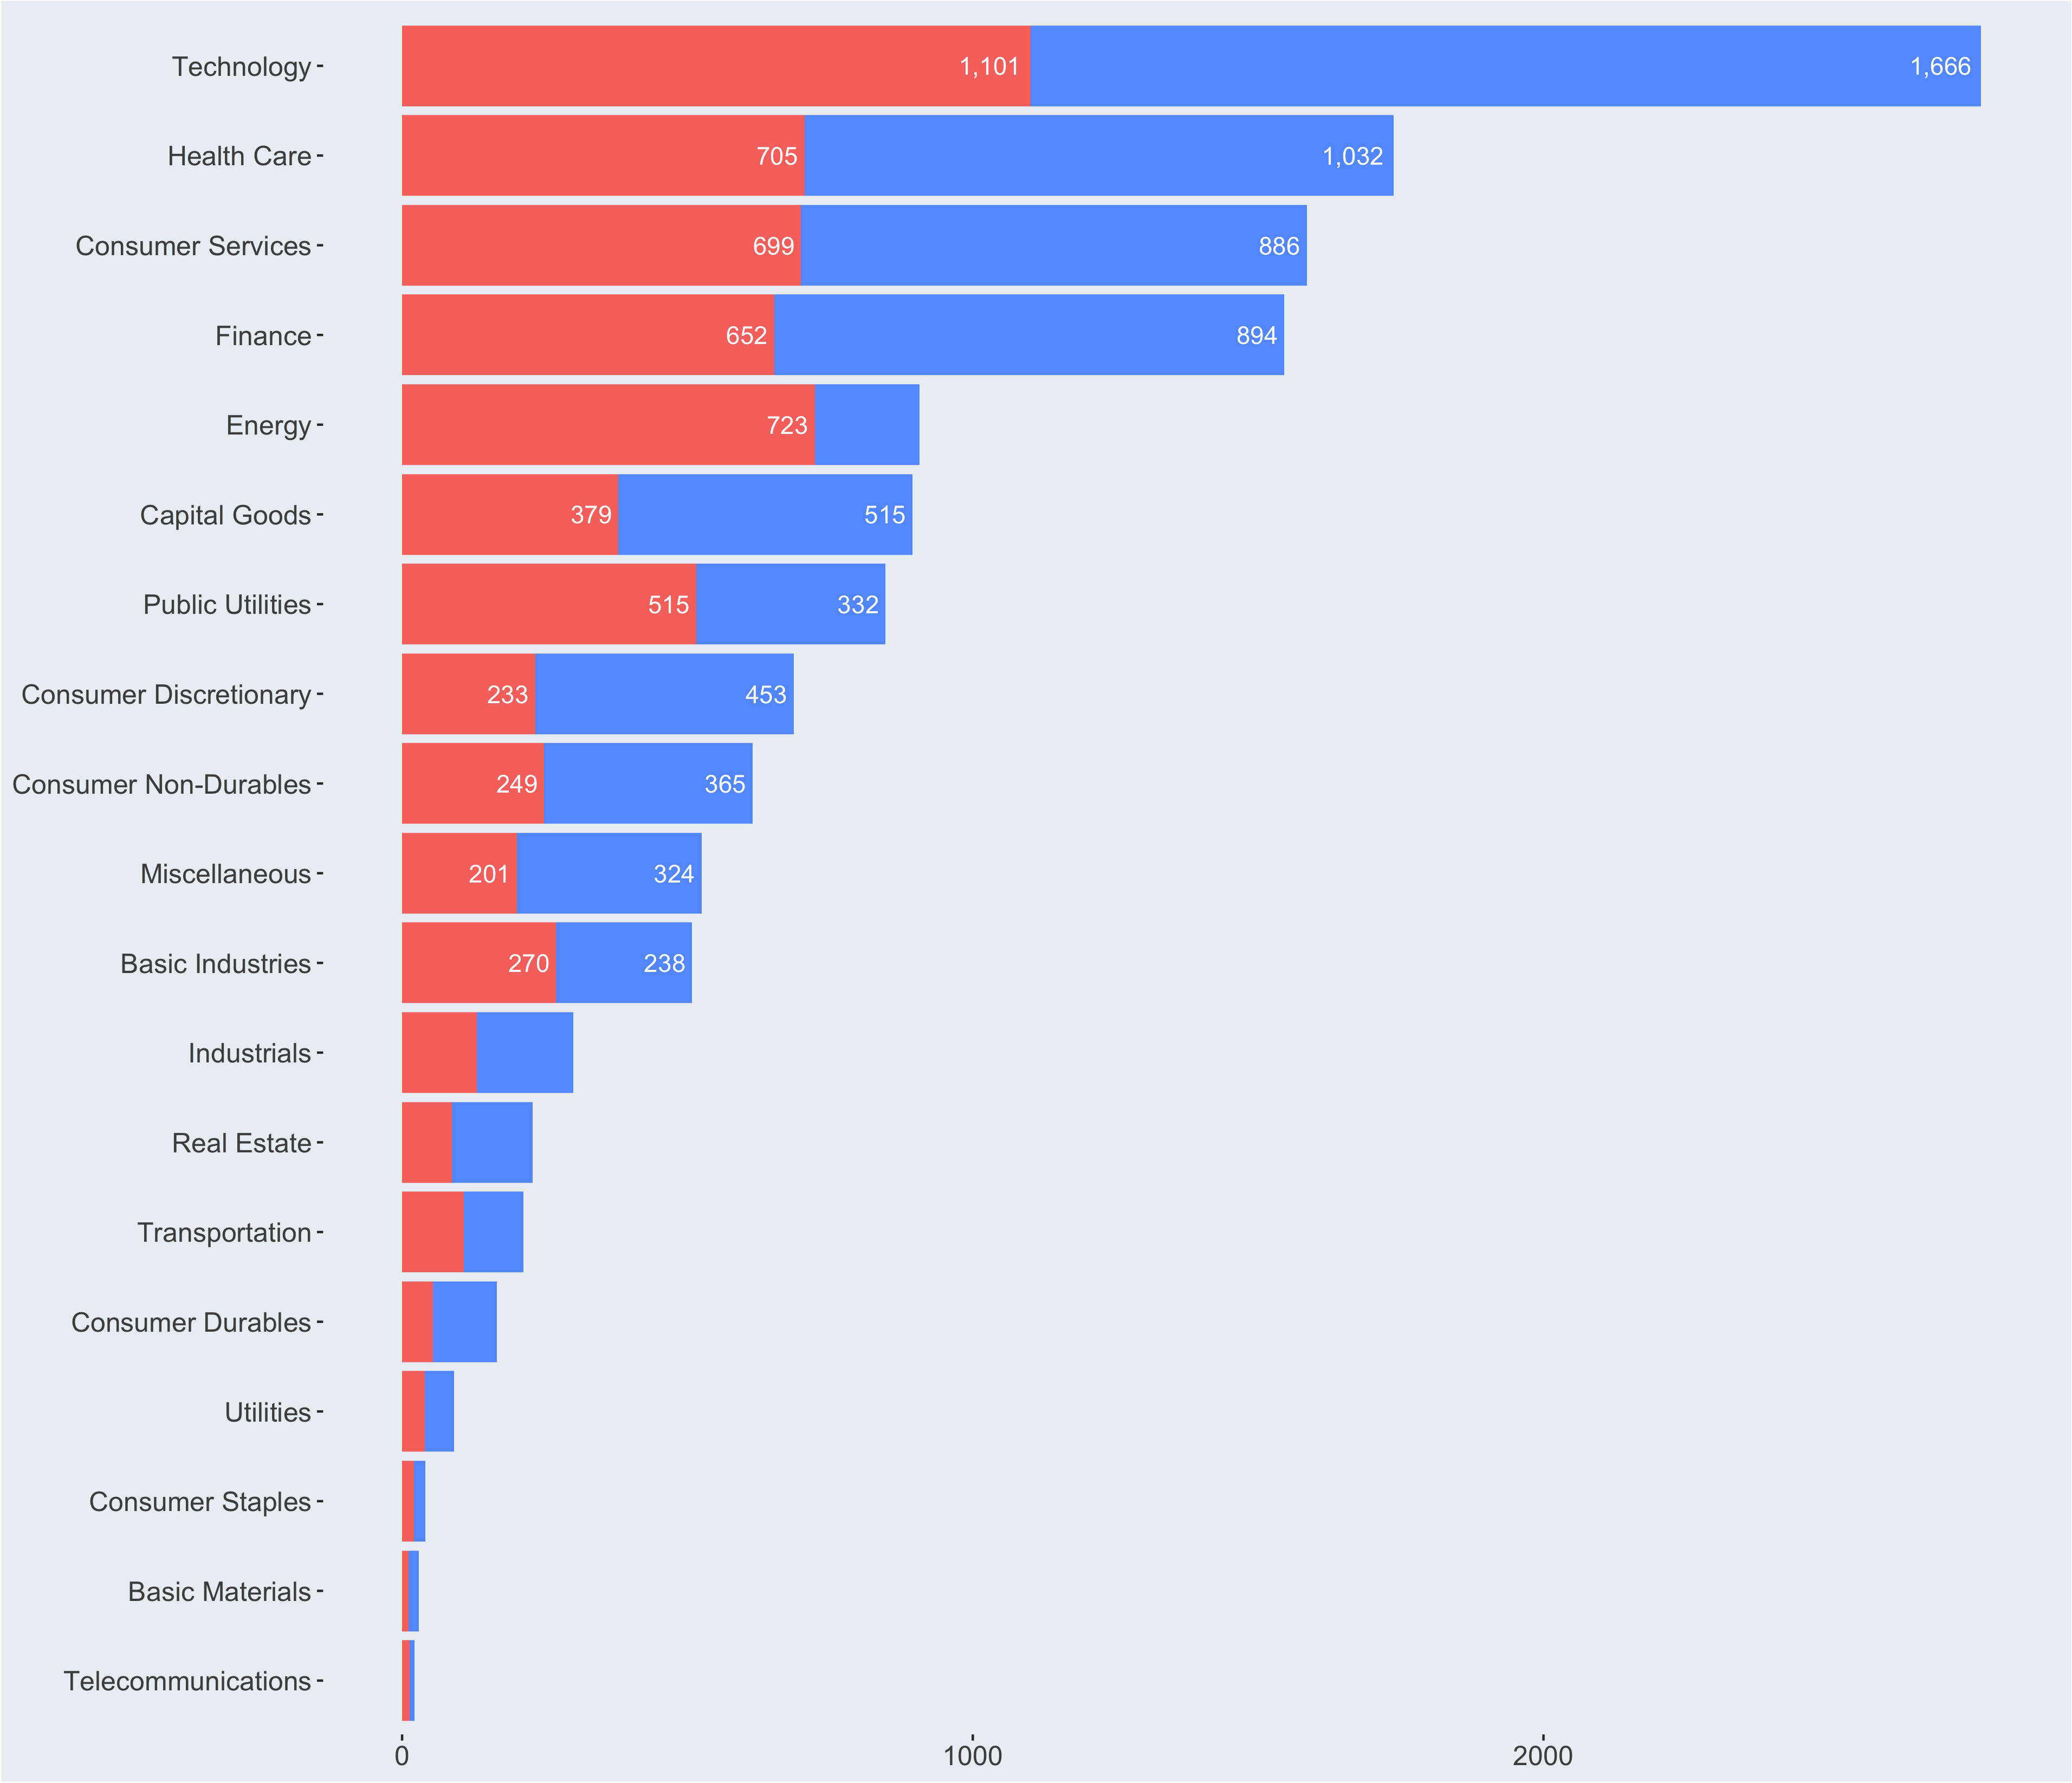 Technology 1,101 1,666
Health Care 705 1,032
Consumer Services 699 886
Finance 652 894
Energy 723
Capital Goods 379 515
Public Utilities 515 332
Consumer Discretionary 233 453
Consumer Non-Durables 249 365
Miscellaneous 201 324
Basic Industries 270 238
Industrials
Real Estate
Transportation
Consumer Durables
Utilities
Consumer Staples
Basic Materials
Telecommunications
0 1000 2000